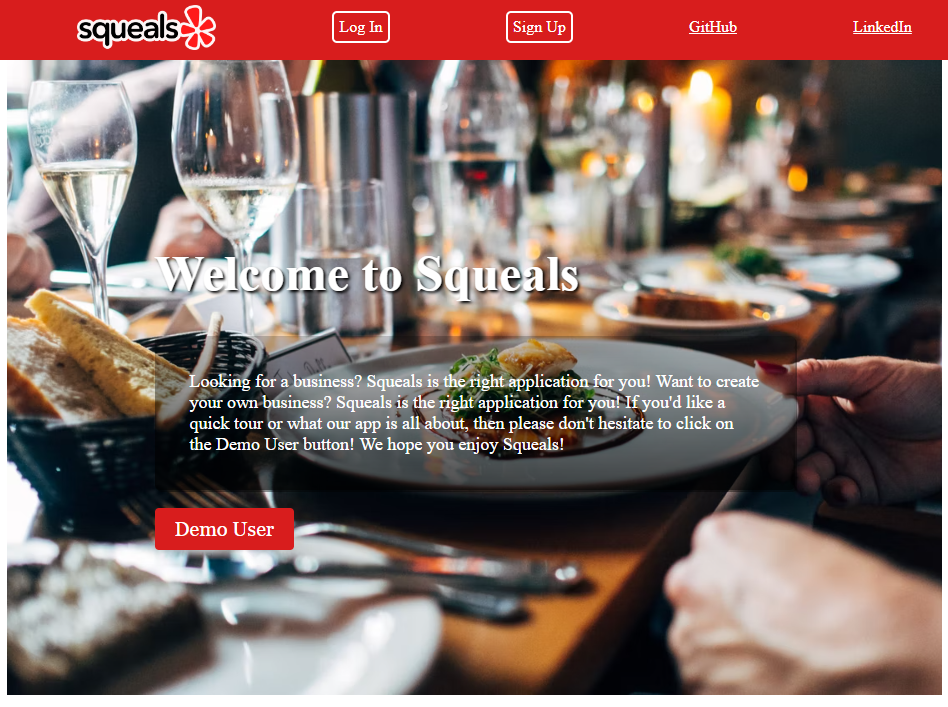 squeals
Log In
Sign Up
GitHub
LinkedIn
Welcome to Squeals
Looking for a business? Squeals is the right application for you! Want to create
your own business? Squeals is the right application for you! If you'd like a
quick tour or what our app is all about, then please don't hesitate to click on
the Demo User button! We hope you enjoy Squeals!
Demo User